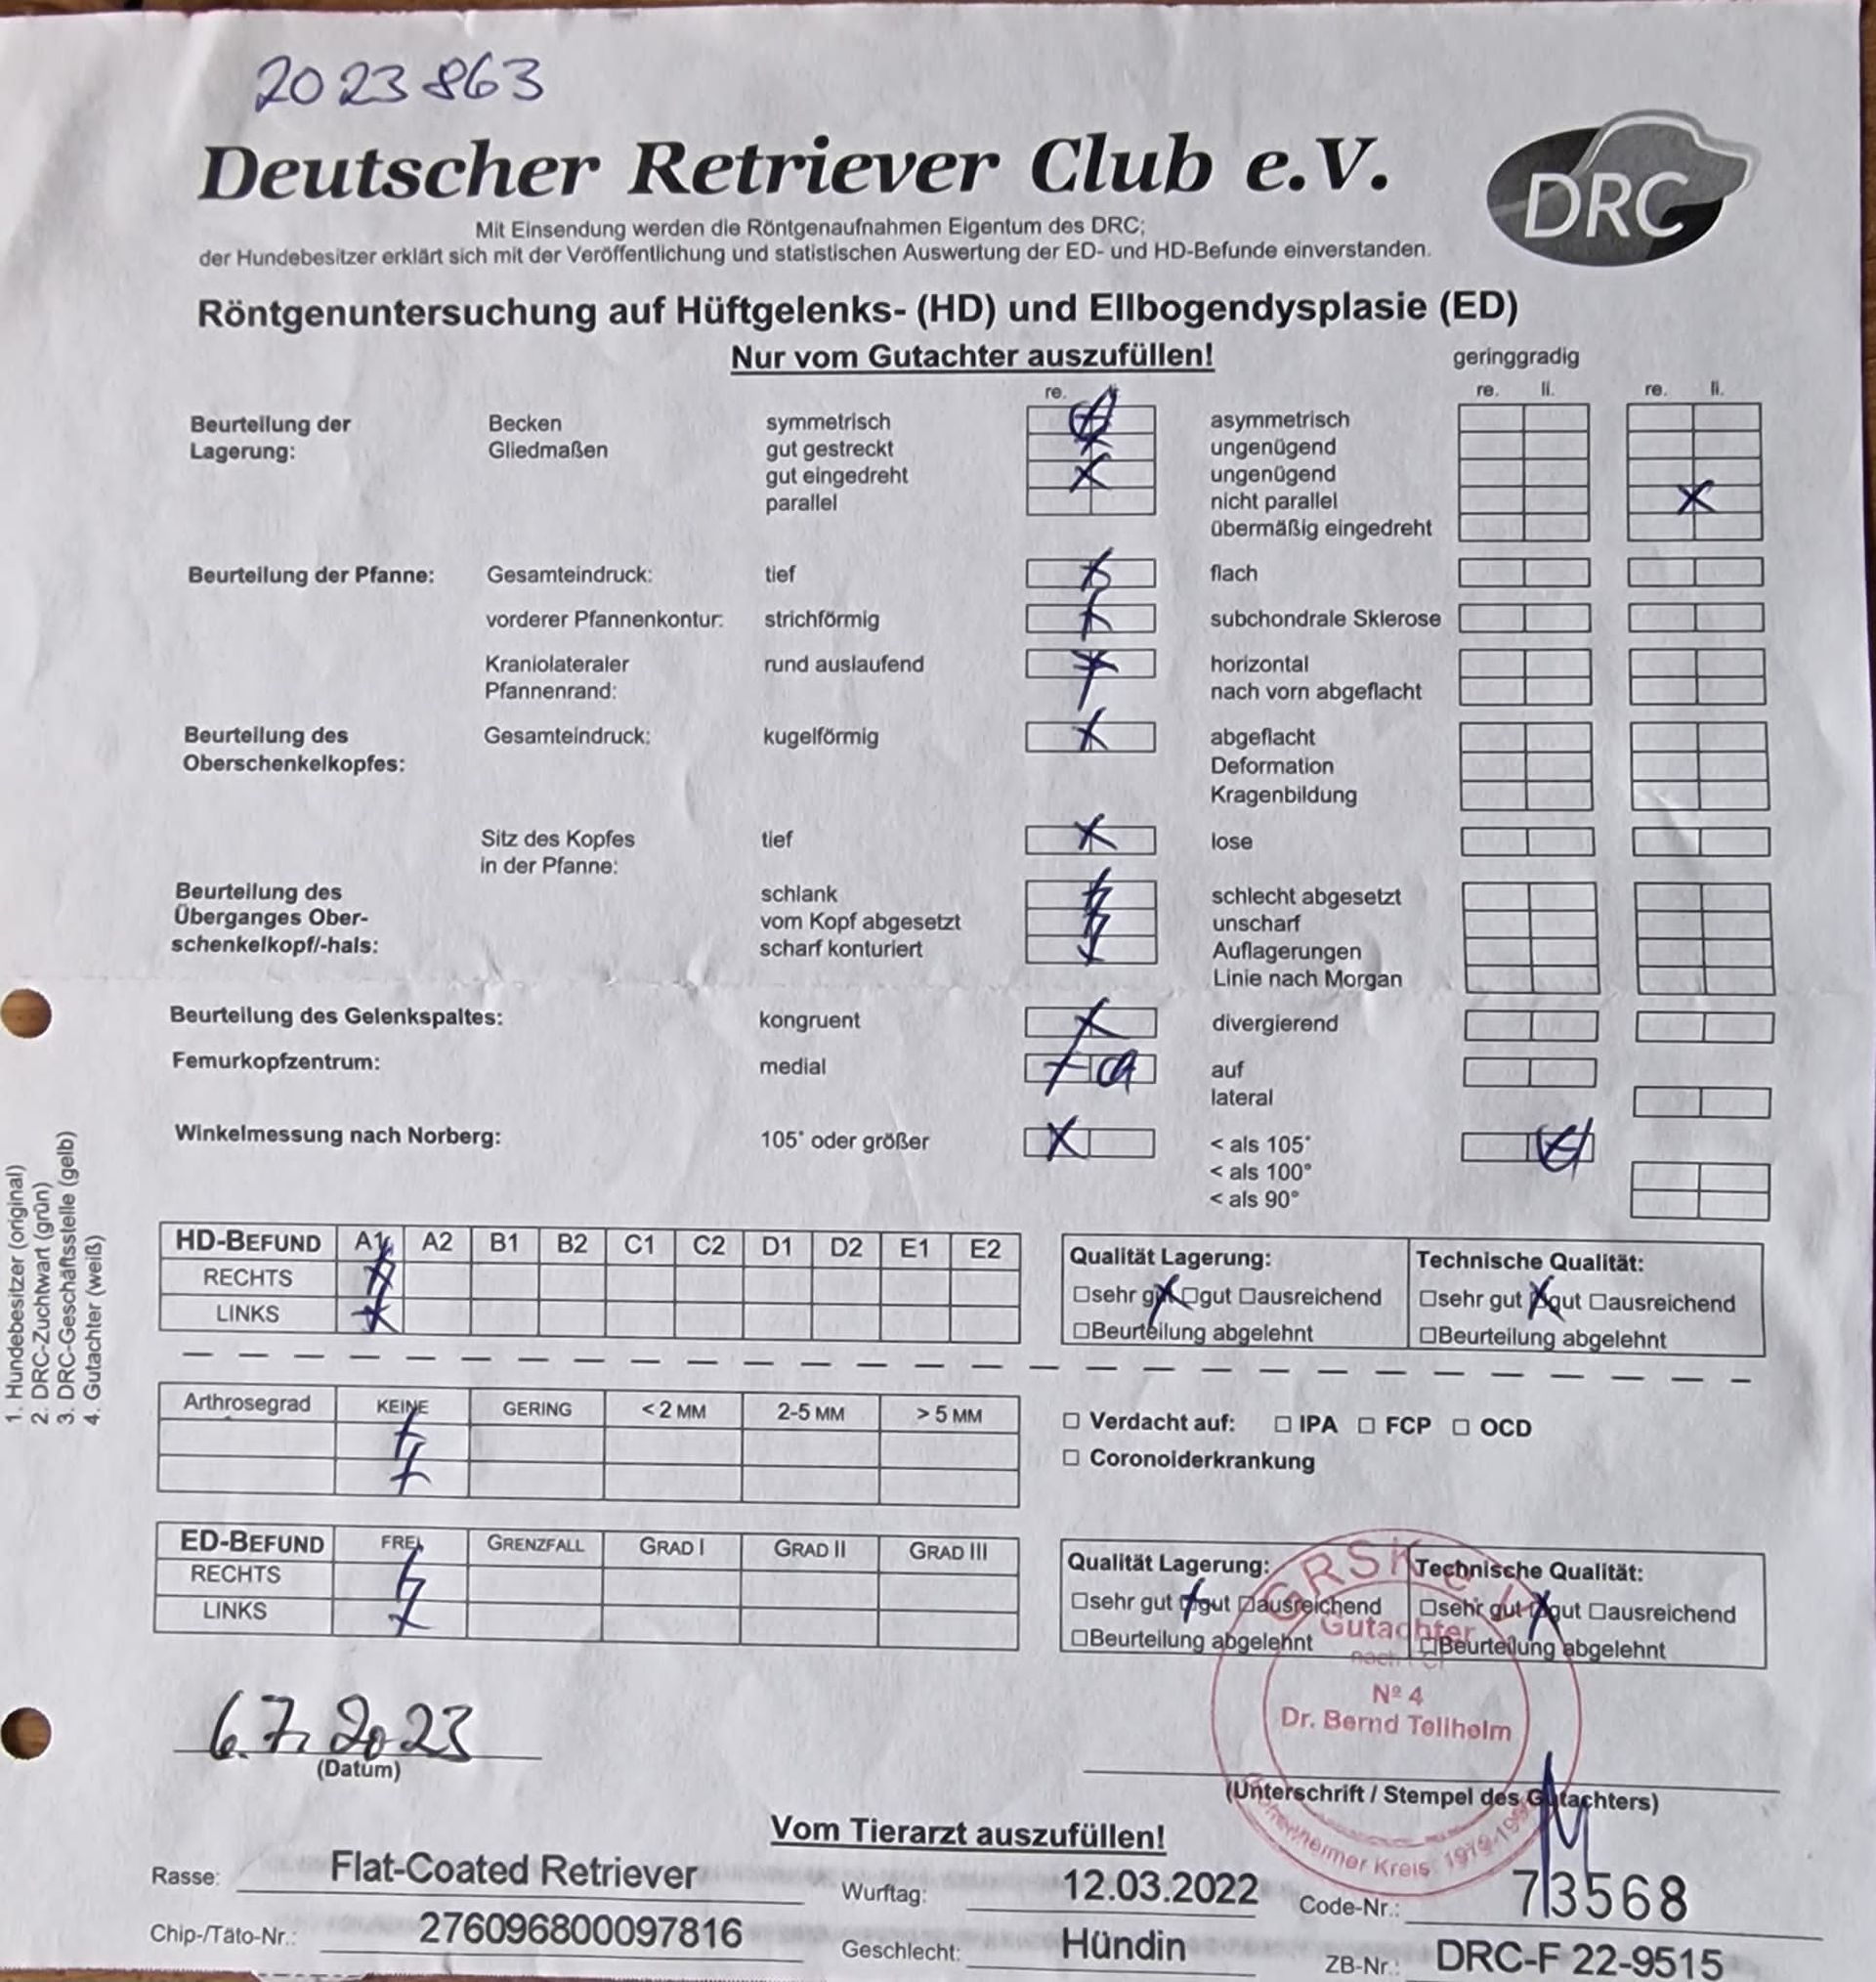 2023 863
Deutscher Retriever Club e.V.
DRC
Mit Einsendung werden die Röntgenaufnahmen Eigentum des DRC;
der Hundebesitzer erklärt sich mit der Veröffentlichung und statistischen Auswertung der ED- und HD-Befunde einverstanden.
Röntgenuntersuchung auf Hüftgelenks- (HD) und Ellbogendysplasie (ED)
Nur vom Gutachter auszufüllen!
geringgradig
re. re. li. re. li.
Beurteilung der Becken symmetrisch asymmetrisch
Lagerung: Gliedmaßen gut gestreckt ungenügend
gut eingedreht ungenügend
parallel nicht parallel X
übermäßig eingedreht
Beurteilung der Pfanne: Gesamteindruck: tief flach
vorderer Pfannenkontur: strichförmig subchondrale Sklerose
Kraniolateraler rund auslaufend horizontal
Pfannenrand: nach vorn abgeflacht
Beurteilung des Gesamteindruck: kugelförmig abgeflacht
Oberschenkelkopfes: Deformation
Kragenbildung
Sitz des Kopfes tief lose
in der Pfanne:
Beurteilung des schlank schlecht abgesetzt
Überganges Ober- vom Kopf abgesetzt unscharf
schenkelkopf/-hals: scharf konturiert Auflagerungen
Linie nach Morgan
Beurteilung des Gelenkspaltes: kongruent divergierend
Femurkopfzentrum: medial auf
lateral
Winkelmessung nach Norberg: 105° oder größer X < als 105°
< als 100°
< als 90°
1. Hundebesitzer (original)
2. DRC-Zuchtwart (grün)
3. DRC-Geschäftsstelle (gelb)
4. Gutachter (weiß)
HD-BEFUND A1 A2 B1 B2 C1 C2 D1 D2 E1 E2
RECHTS
LINKS
Qualität Lagerung: Technische Qualität:
☐sehr gut ☐gut ☐ausreichend ☐sehr gut ☐gut ☐ausreichend
☐Beurteilung abgelehnt ☐Beurteilung abgelehnt
Arthrosegrad KEINE GERING < 2 MM 2-5 MM > 5 MM
☐ Verdacht auf: ☐ IPA ☐ FCP ☐ OCD
☐ Coronoiderkrankung
ED-BEFUND FREI GRENZFALL GRAD I GRAD II GRAD III
RECHTS
LINKS
Qualität Lagerung: Technische Qualität:
☐sehr gut ☐gut ☐ausreichend ☐sehr gut ☐gut ☐ausreichend
☐Beurteilung abgelehnt ☐Beurteilung abgelehnt
GRSK
Gutachter
Nº 4
Dr. Bernd Tellhelm
Kreis 1979-
6.7.2023
(Datum)
(Unterschrift / Stempel des Gutachters)
Vom Tierarzt auszufüllen!
Rasse: Flat-Coated Retriever Wurftag: 12.03.2022 Code-Nr.: 73568
Chip-/Täto-Nr.: 276096800097816 Geschlecht: Hündin ZB-Nr.: DRC-F 22-9515